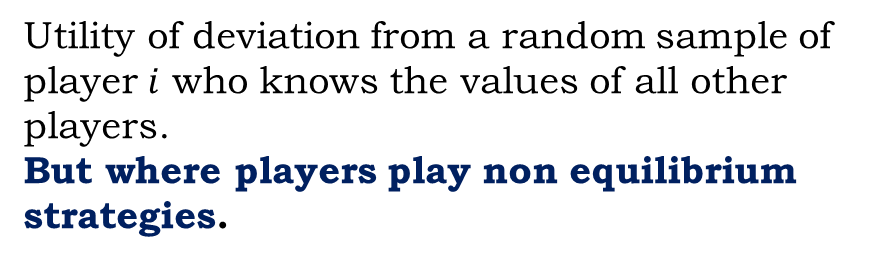 Utility of deviation from a random sample of
player i who knows the values of all other
players.
But where players play non equilibrium
strategies.